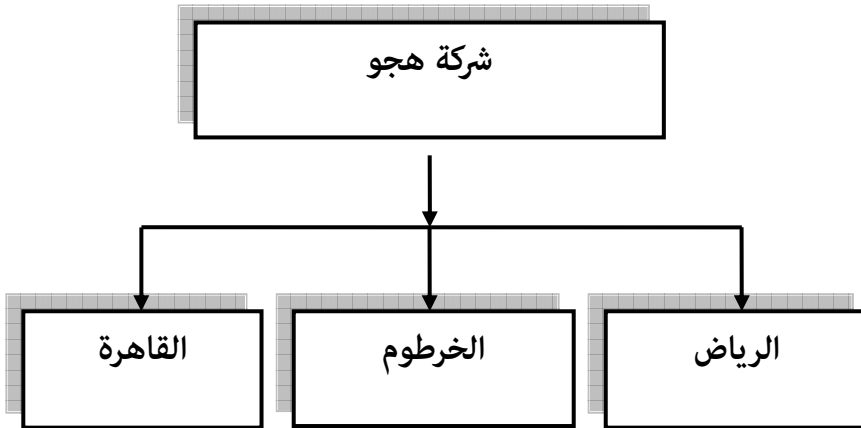 شركة هجو
الرياض
الخرطوم
القاهرة